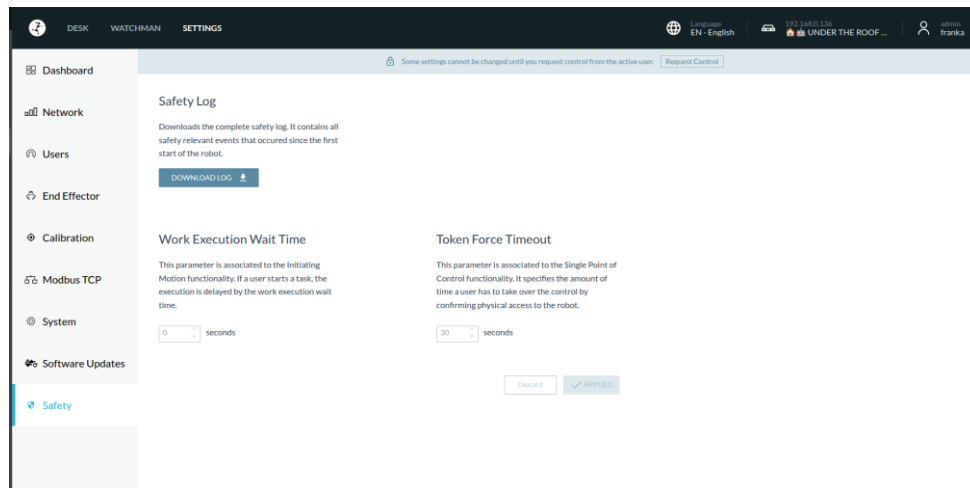 DESK WATCHMAN SETTINGS
Language
EN - English
192.168.0.136
UNDER THE ROOF ...
admin
franka
Some settings cannot be changed until you request control from the active user. Request Control
Dashboard
Network
Users
End Effector
Calibration
Modbus TCP
System
Software Updates
Safety
Safety Log
Downloads the complete safety log. It contains all
safety relevant events that occured since the first
start of the robot.
DOWNLOAD LOG
Work Execution Wait Time
This parameter is associated to the Initiating
Motion functionality. If a user starts a task, the
execution is delayed by the work execution wait
time.
0 seconds
Token Force Timeout
This parameter is associated to the Single Point of
Control functionality. It specifies the amount of
time a user has to take over the control by
confirming physical access to the robot.
30 seconds
Discard APPLIED